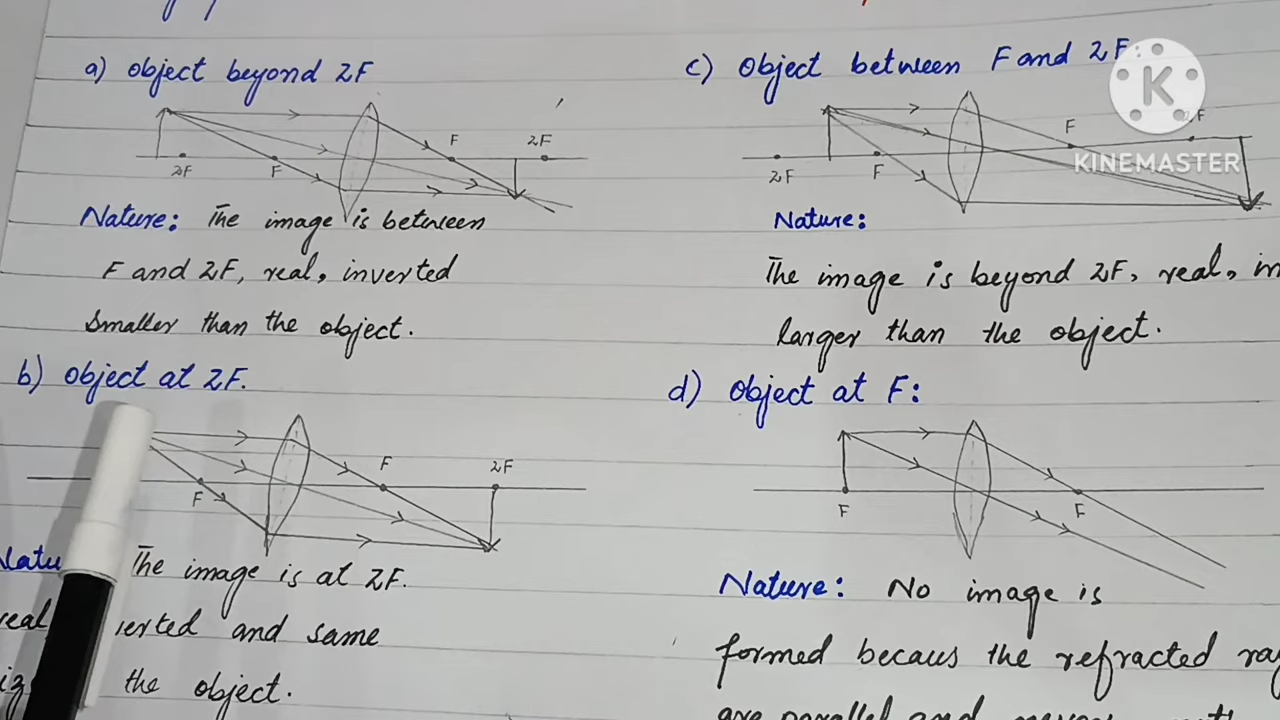 a) object beyond 2F
2F
F
F
2F
Nature: The image is between
F and 2F, real, inverted
Smaller than the object.
b) object at 2F.
F
F
2F
The image is at 2F.
and same
the object.
c) object between F and 2F:
2F
F
F
2F
KINEMASTER
Nature:
The image is beyond 2F, real,
larger than the object.
d) object at F:
F
F
Nature: No image is
formed becaus the refracted
are parallel and